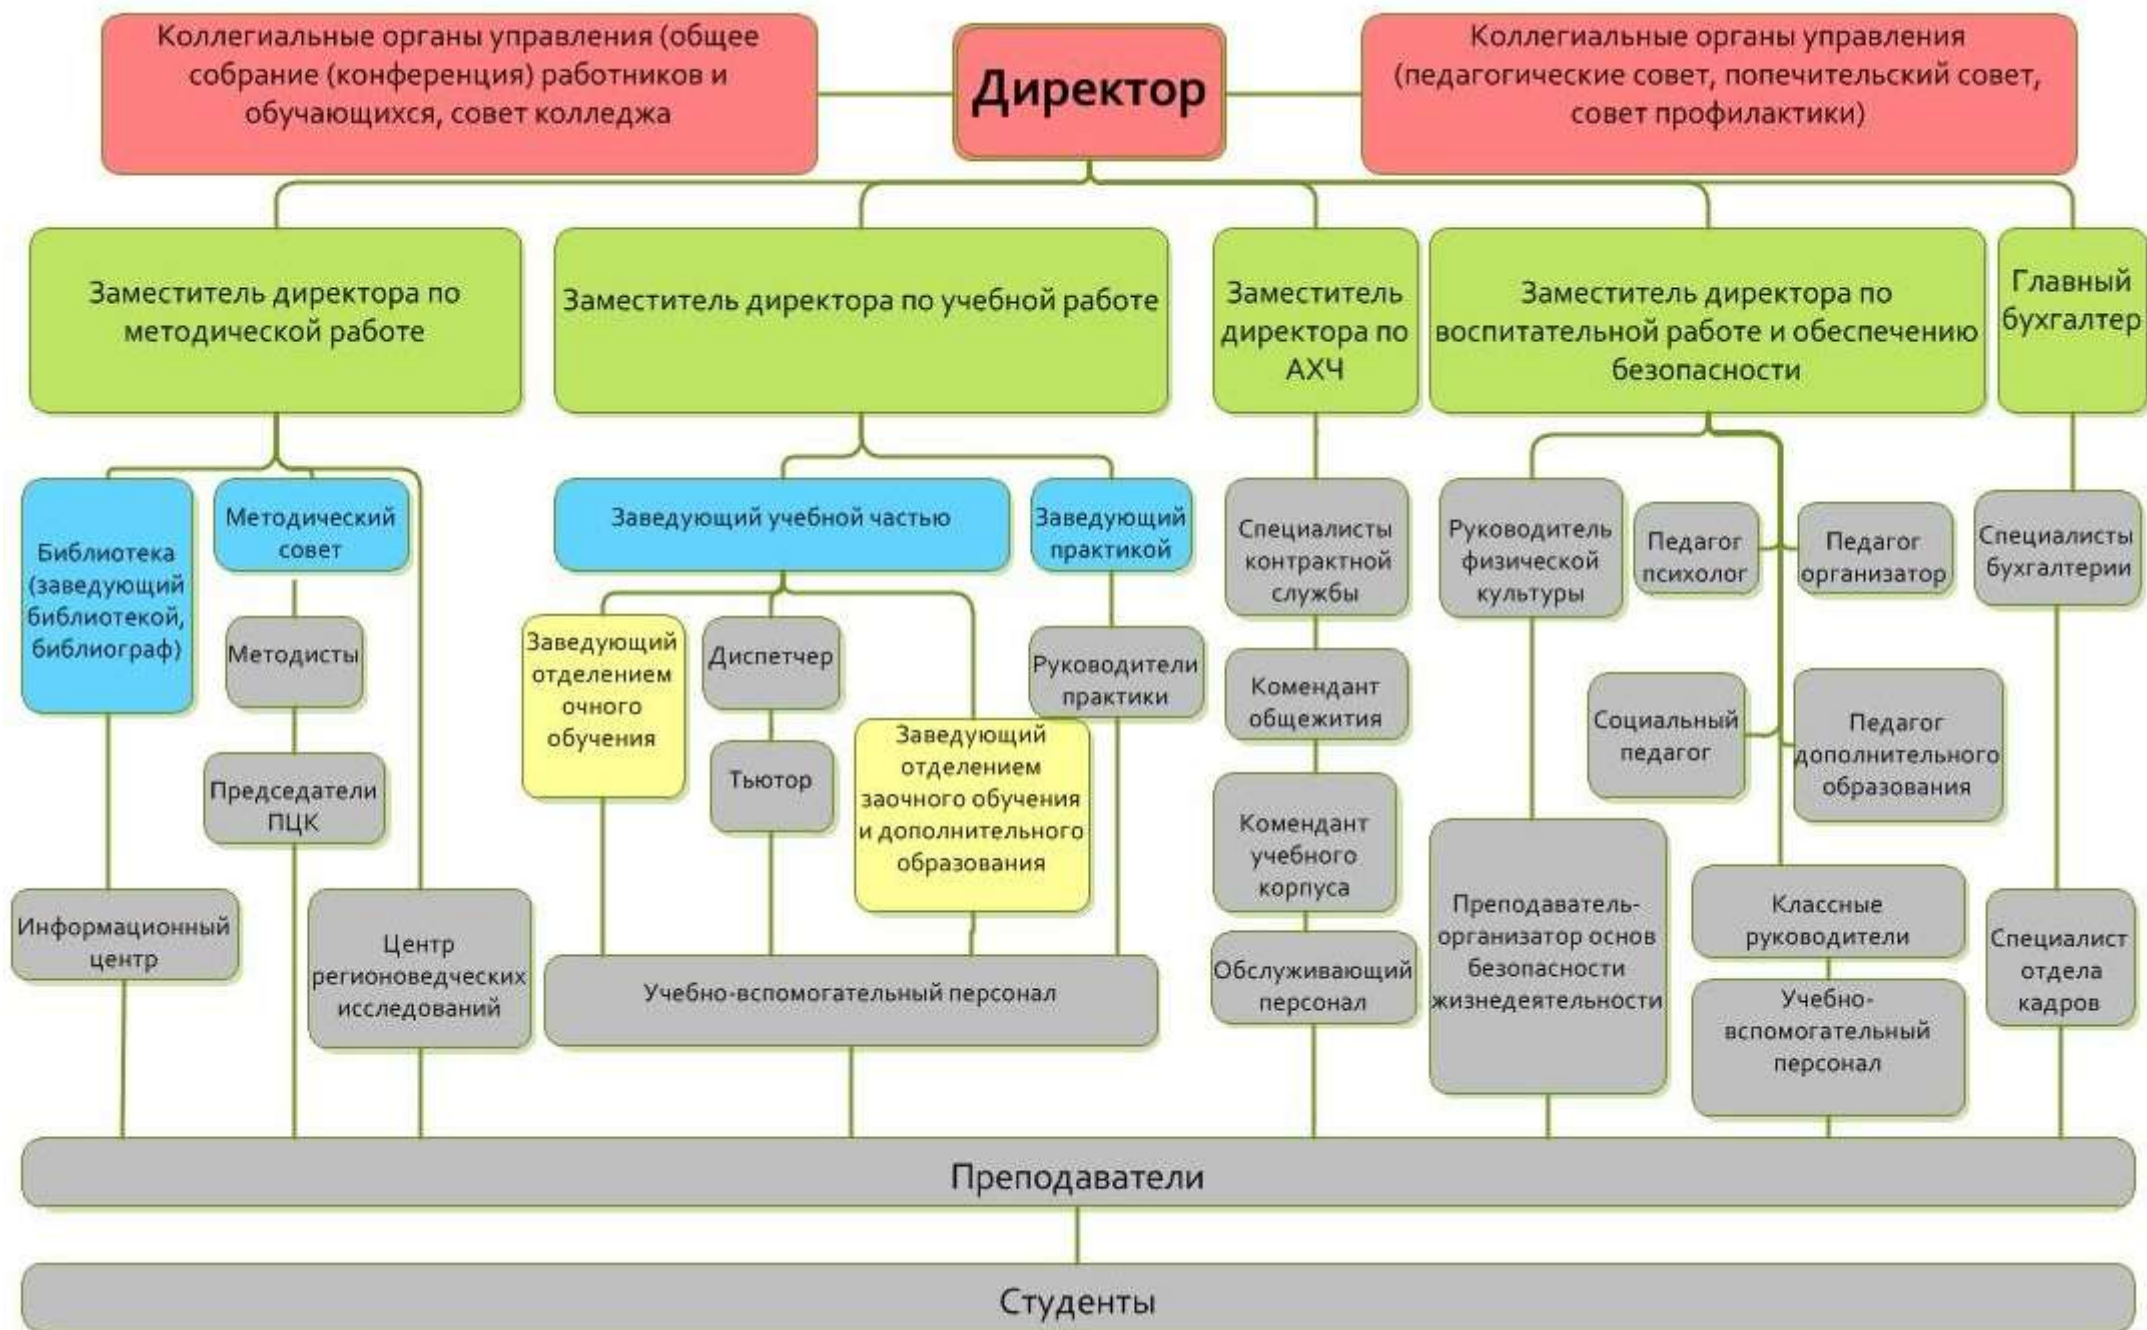 Коллегиальные органы управления (общее
собрание (конференция) работников и
обучающихся, совет колледжа
Директор
Коллегиальные органы управления
(педагогические совет, попечительский совет,
совет профилактики)
Заместитель директора по
методической работе
Заместитель директора по учебной работе
Заместитель
директора по
АХЧ
Заместитель директора по
воспитательной работе и обеспечению
безопасности
Главный
бухгалтер
Библиотека
(заведующий
библиотекой,
библиограф)
Методический
совет
Заведующий учебной частью
Заведующий
практикой
Специалисты
контрактной
службы
Руководитель
физической
культуры
Педагог
психолог
Педагог
организатор
Специалисты
бухгалтерии
Методисты
Заведующий
отделением
очного
обучения
Диспетчер
Руководители
практики
Комендант
общежития
Социальный
педагог
Педагог
дополнительного
образования
Председатели
ПЦК
Тьютор
Заведующий
отделением
заочного обучения
и дополнительного
образования
Комендант
учебного
корпуса
Информационный
центр
Центр
регионоведческих
исследований
Учебно-вспомогательный персонал
Обслуживающий
персонал
Преподаватель-
организатор основ
безопасности
жизнедеятельности
Классные
руководители
Учебно-
вспомогательный
персонал
Специалист
отдела
кадров
Преподаватели
Студенты